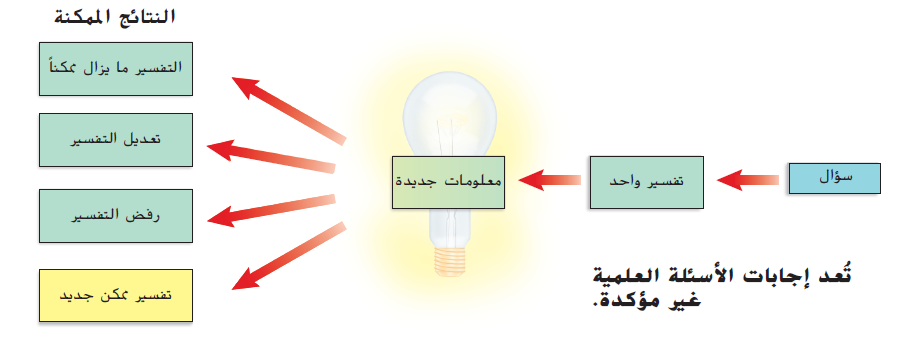 سؤال
تفسير واحد
معلومات جديدة
النتائج الممكنة
التفسير ما يزال ممكناً
تعديل التفسير
رفض التفسير
تفسير ممكن جديد
تُعد إجابات الأسئلة العلمية
غير مؤكدة.